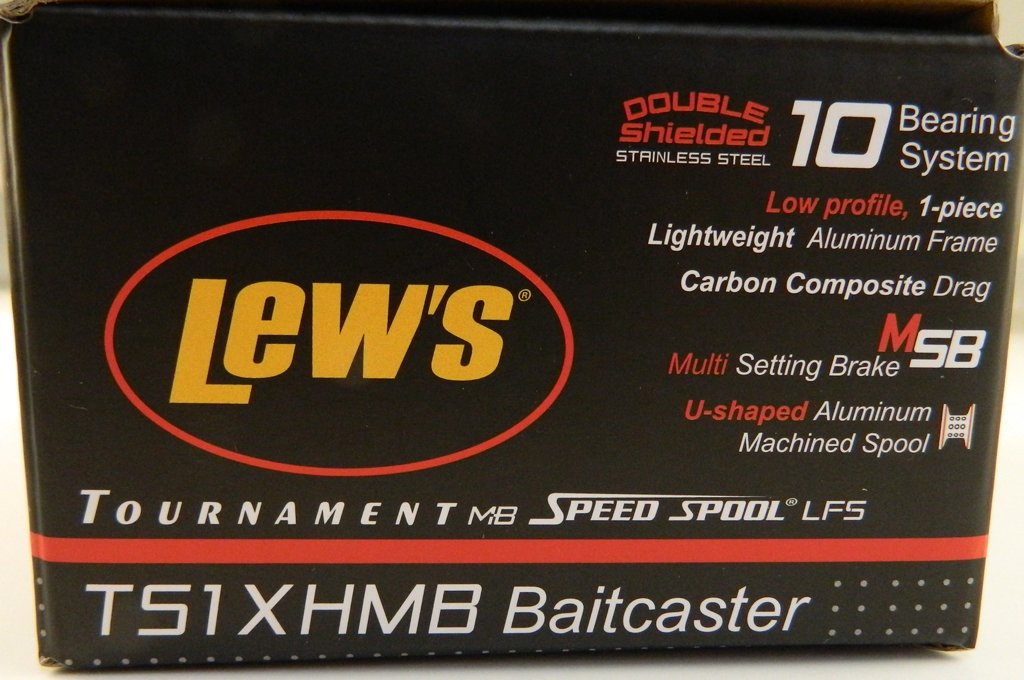 DOUBLE
Shielded
STAINLESS STEEL
10 Bearing
System
Low profile, 1-piece
Lightweight Aluminum Frame
Carbon Composite Drag
MSB
Multi Setting Brake
U-shaped Aluminum
Machined Spool
Lew's®
TOURNAMENT MB SPEED SPOOL® LFS
TS1XHMB Baitcaster